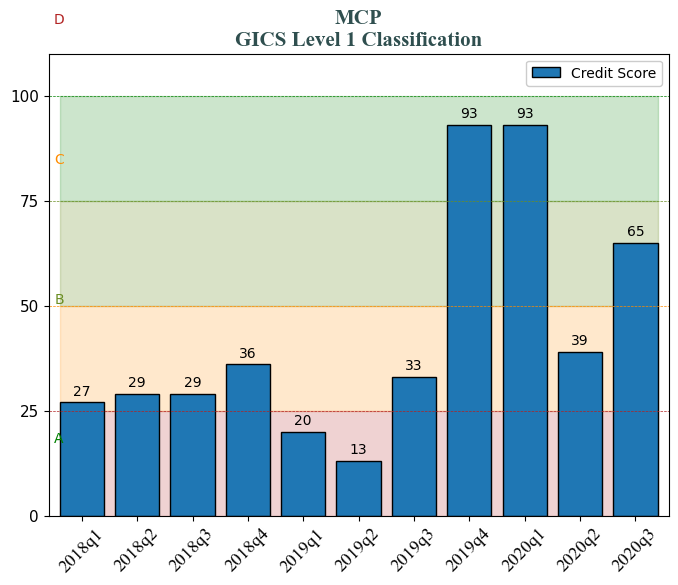 D
MCP
GICS Level 1 Classification
Credit Score
100
93
93
C
75
65
B
50
39
36
33
29
29
27
25
20
A
13
0
2018q1
2018q2
2018q3
2018q4
2019q1
2019q2
2019q3
2019q4
2020q1
2020q2
2020q3